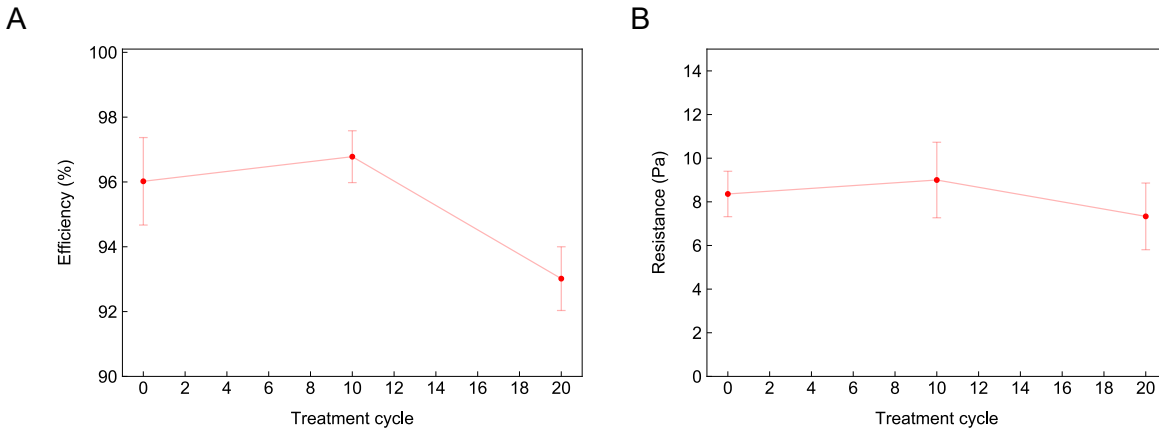 A
Efficiency (%)
100
98
96
94
92
90
0 2 4 6 8 10 12 14 16 18 20
Treatment cycle
B
Resistance (Pa)
14
12
10
8
6
4
2
0
0 2 4 6 8 10 12 14 16 18 20
Treatment cycle